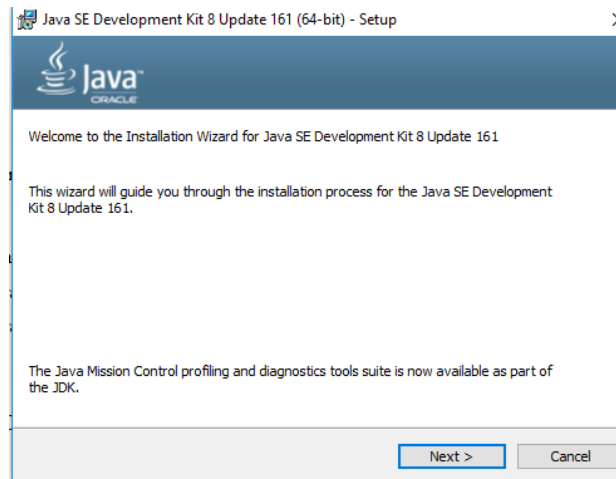 Java SE Development Kit 8 Update 161 (64-bit) - Setup
Java™
ORACLE
Welcome to the Installation Wizard for Java SE Development Kit 8 Update 161
This wizard will guide you through the installation process for the Java SE Development
Kit 8 Update 161.
The Java Mission Control profiling and diagnostics tools suite is now available as part of
the JDK.
Next > Cancel